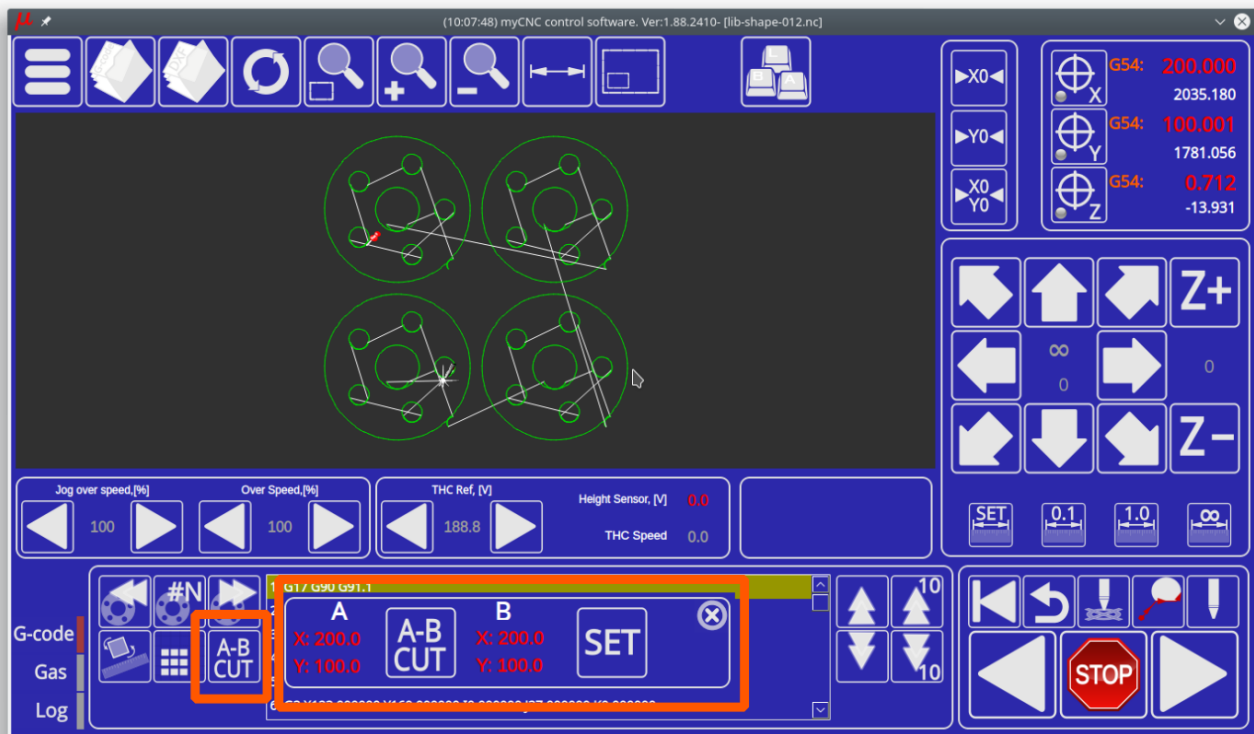 (10:07:48) myCNC control software. Ver:1.88.2410- [lib-shape-012.nc]
L
B A
X0
Y0
X0
Y0
X
G54: 200.000
2035.180
Y
G54: 100.001
1781.056
Z
G54: 0.712
-13.931
Z+
∞
0
0
Z-
SET 0.1 1.0 ∞
Jog over speed,[%]
100
Over Speed,[%]
100
THC Ref, [V]
188.8
Height Sensor, [V] 0.0
THC Speed 0.0
G-code
Gas
Log
#N
A-B
CUT
1 G17 G90 G91.1
A
X: 200.0
Y: 100.0
A-B
CUT
B
X: 200.0
Y: 100.0
SET
10
10
STOP